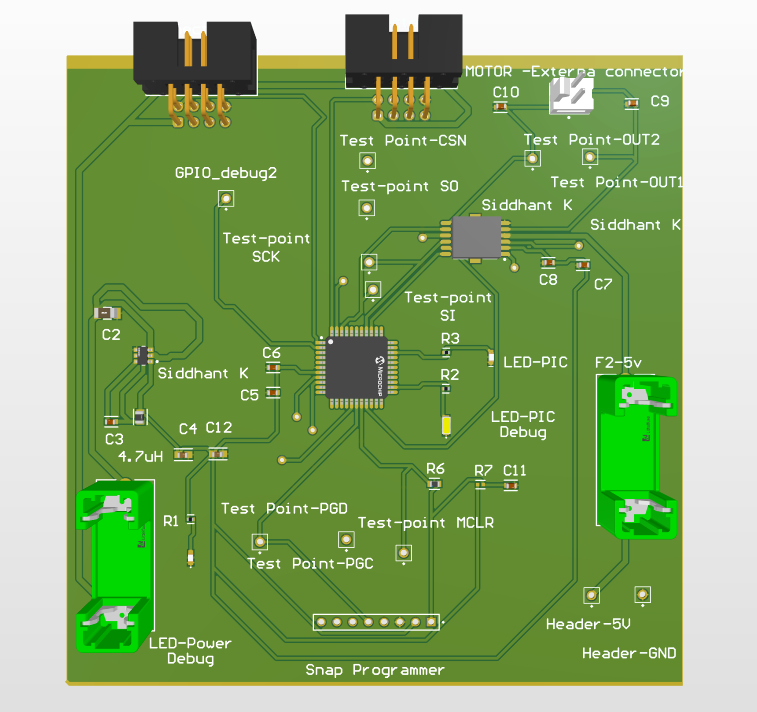 MOTOR -Externa connector
C10
C9
Test Point-CSN
Test Point-OUT2
GPIO_debug2
Test-point SO
Test Point-OUT1
Siddhant K
Siddhant K
Test-point
SCK
C8
C7
Test-point
SI
C2
R3
LED-PIC
F2-5v
Siddhant K
C6
MICROCHIP
R2
C5
LED-PIC
Debug
C3
C4
C12
4.7uH
R6
R7
C11
R1
Test Point-PGD
Test-point MCLR
Test Point-PGC
Header-5V
LED-Power
Debug
Header-GND
Snap Programmer